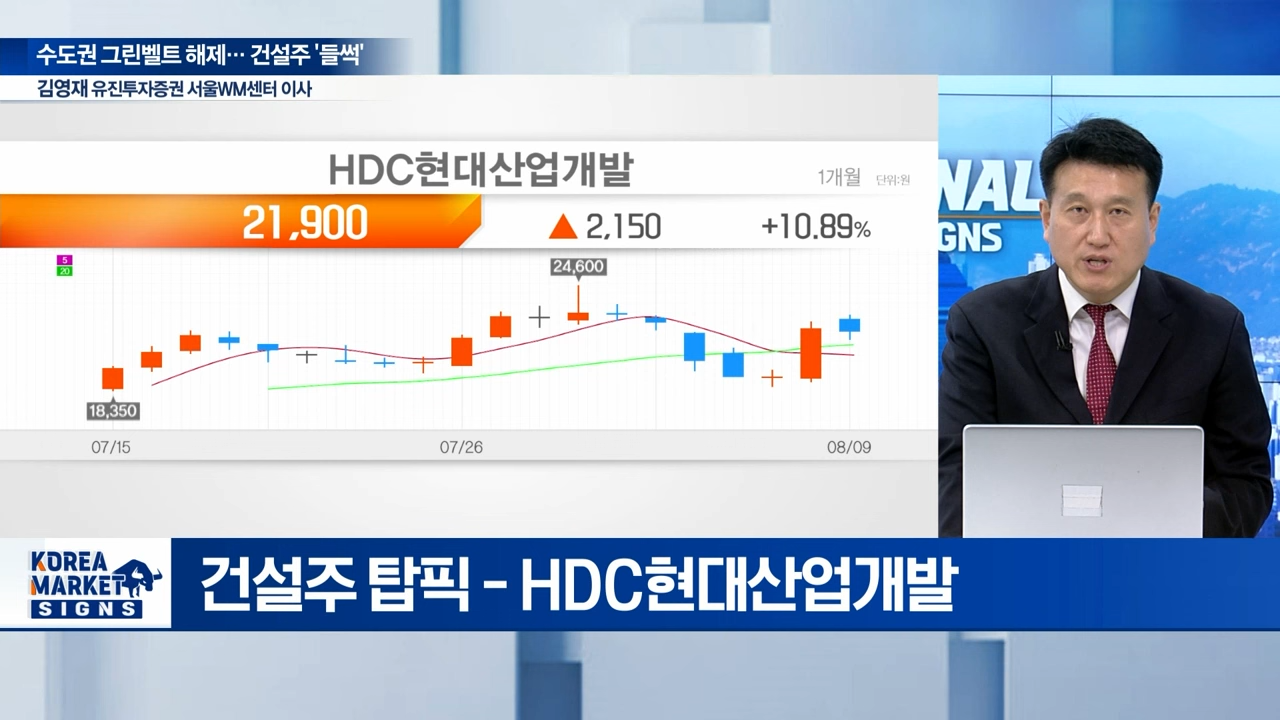 수도권 그린벨트 해제… 건설주 '들썩'
김영재 유진투자증권 서울WM센터 이사
HDC현대산업개발
1개월 단위:원
21,900 ▲ 2,150 +10.89%
5
20
24,600
18,350
07/15 07/26 08/09
NAL
GNS
KOREA
MARKET
SIGNS
건설주 탑픽 - HDC현대산업개발